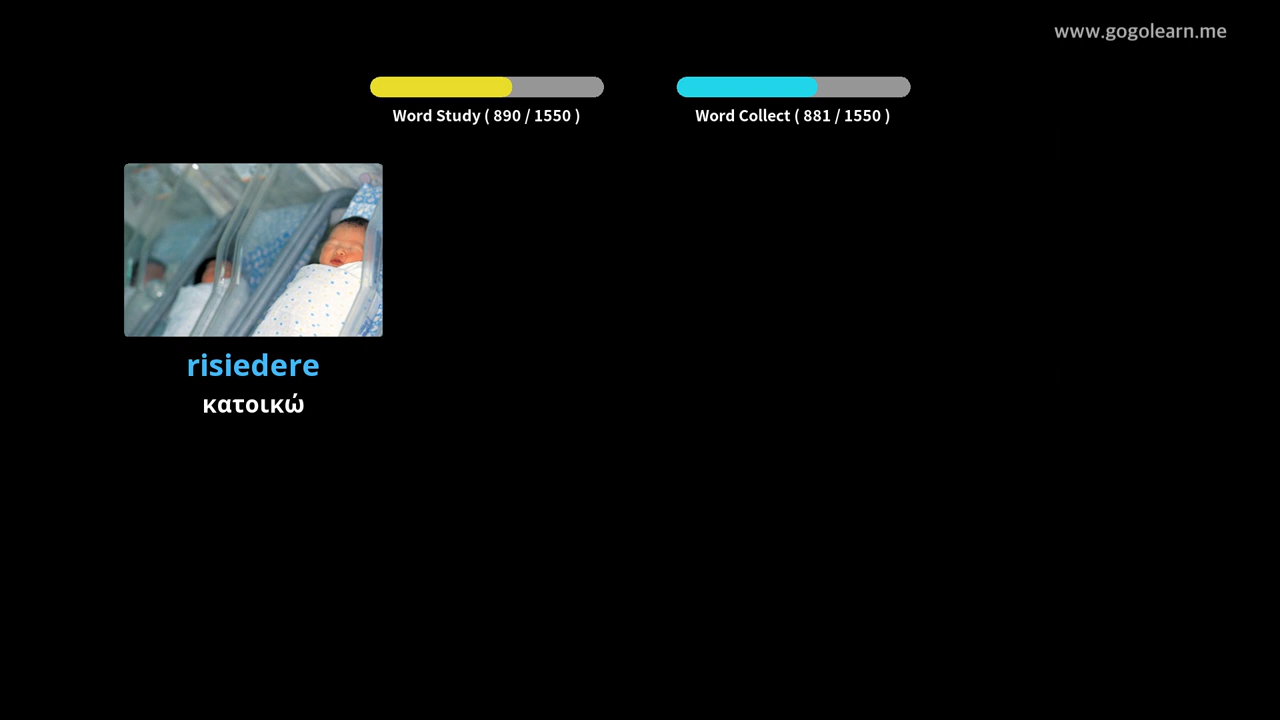 www.gogolearn.me
Word Study ( 890 / 1550 )
Word Collect ( 881 / 1550 )
risiedere
κατοικώ